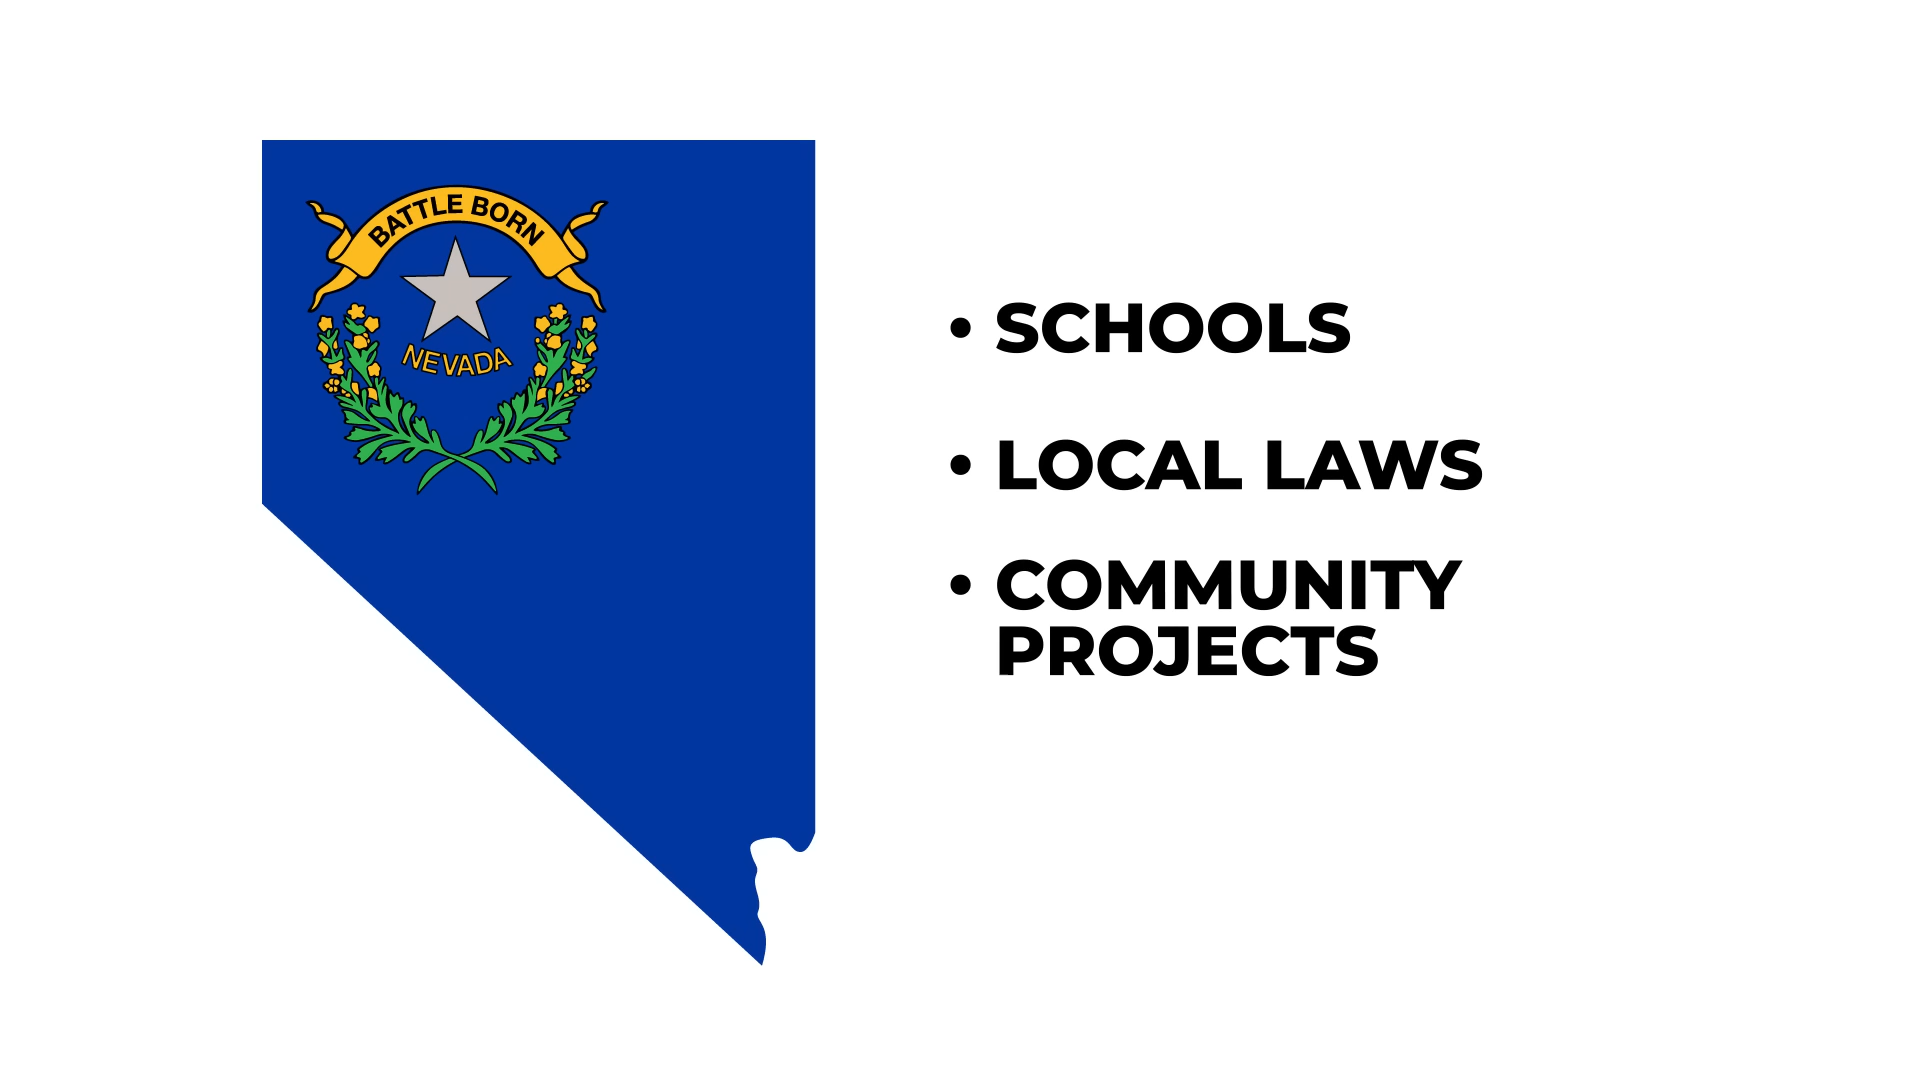 BATTLE BORN
NEVADA
• SCHOOLS
• LOCAL LAWS
• COMMUNITY
PROJECTS